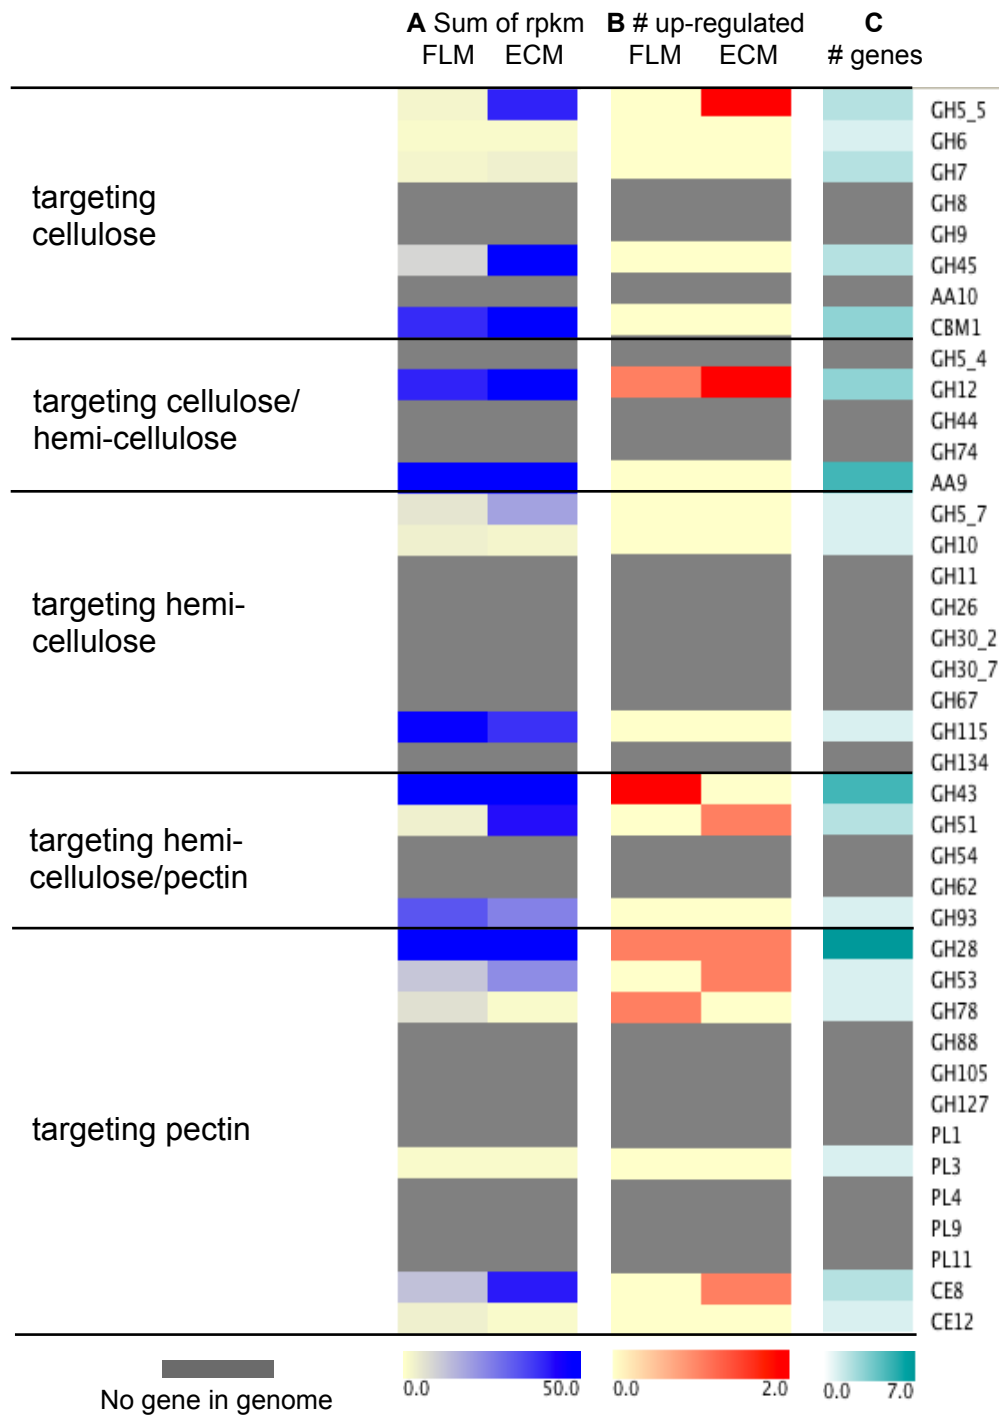 A Sum of rpkm B # up-regulated C
FLM ECM FLM ECM # genes
targeting
cellulose
GH5_5
GH6
GH7
GH8
GH9
GH45
AA10
CBM1
targeting cellulose/
hemi-cellulose
GH5_4
GH12
GH44
GH74
AA9
targeting hemi-
cellulose
GH5_7
GH10
GH11
GH26
GH30_2
GH30_7
GH67
GH115
GH134
targeting hemi-
cellulose/pectin
GH43
GH51
GH54
GH62
GH93
targeting pectin
GH28
GH53
GH78
GH88
GH105
GH127
PL1
PL3
PL4
PL9
PL11
CE8
CE12
No gene in genome
0.0 50.0 0.0 2.0 0.0 7.0